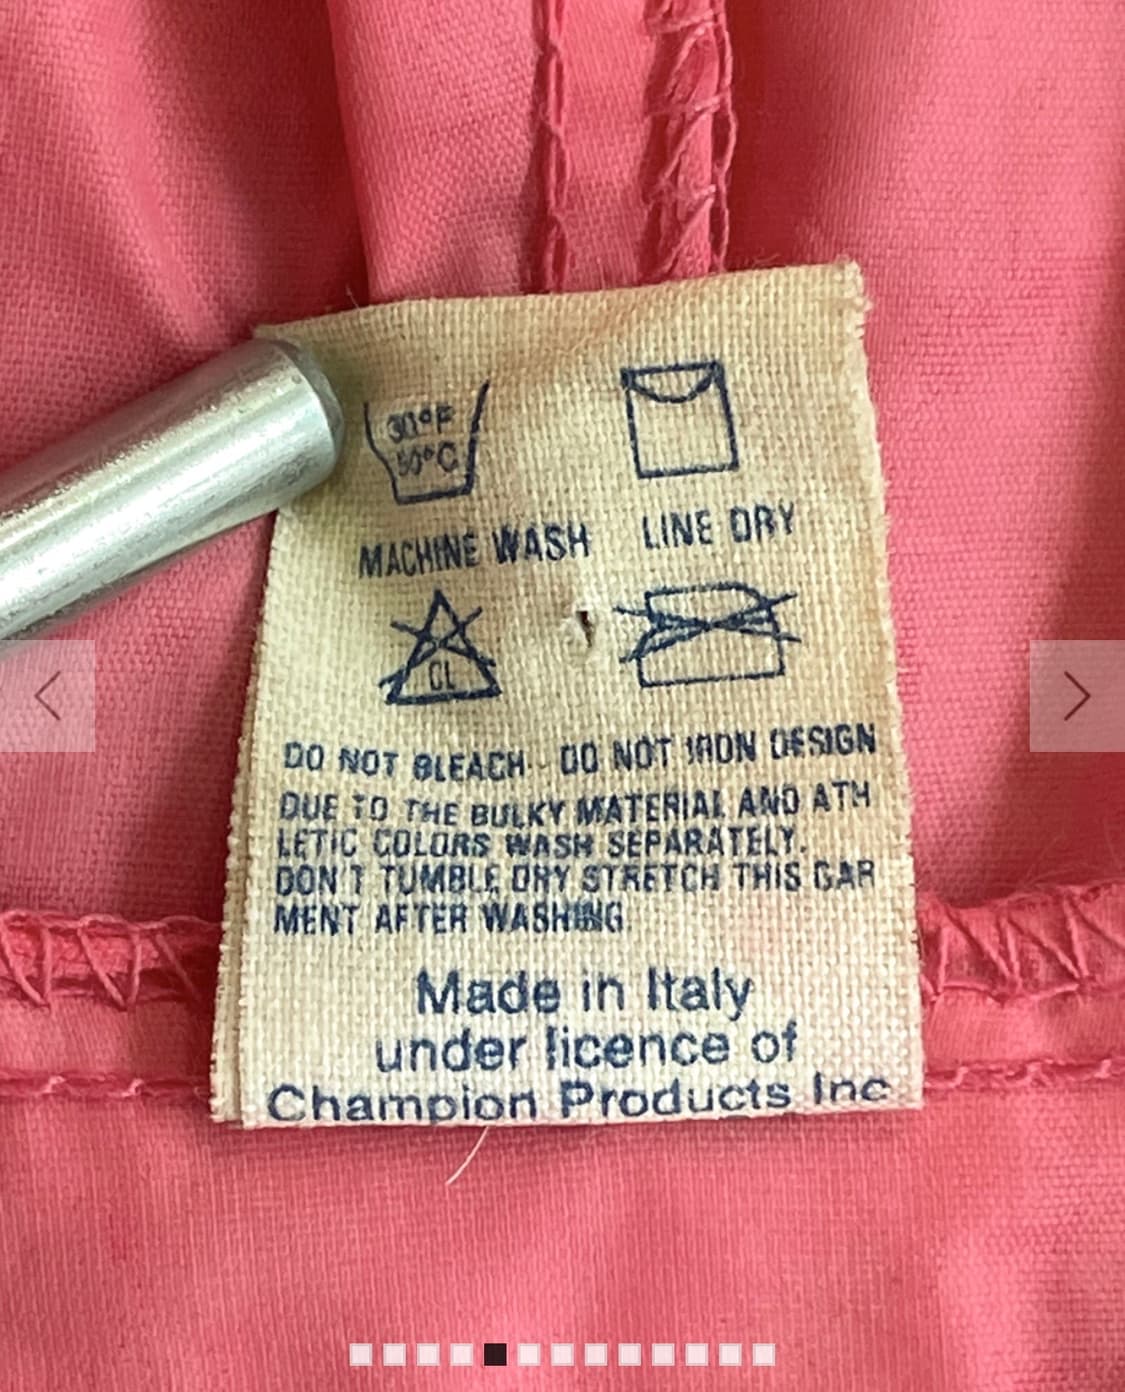 30°F
50°C
MACHINE WASH LINE DRY
CL
DO NOT BLEACH DO NOT IRON DESIGN
DUE TO THE BULKY MATERIAL AND ATH
LETIC COLORS WASH SEPARATELY.
DON'T TUMBLE DRY STRETCH THIS GAR
MENT AFTER WASHING
Made in Italy
under licence of
Champion Products Inc